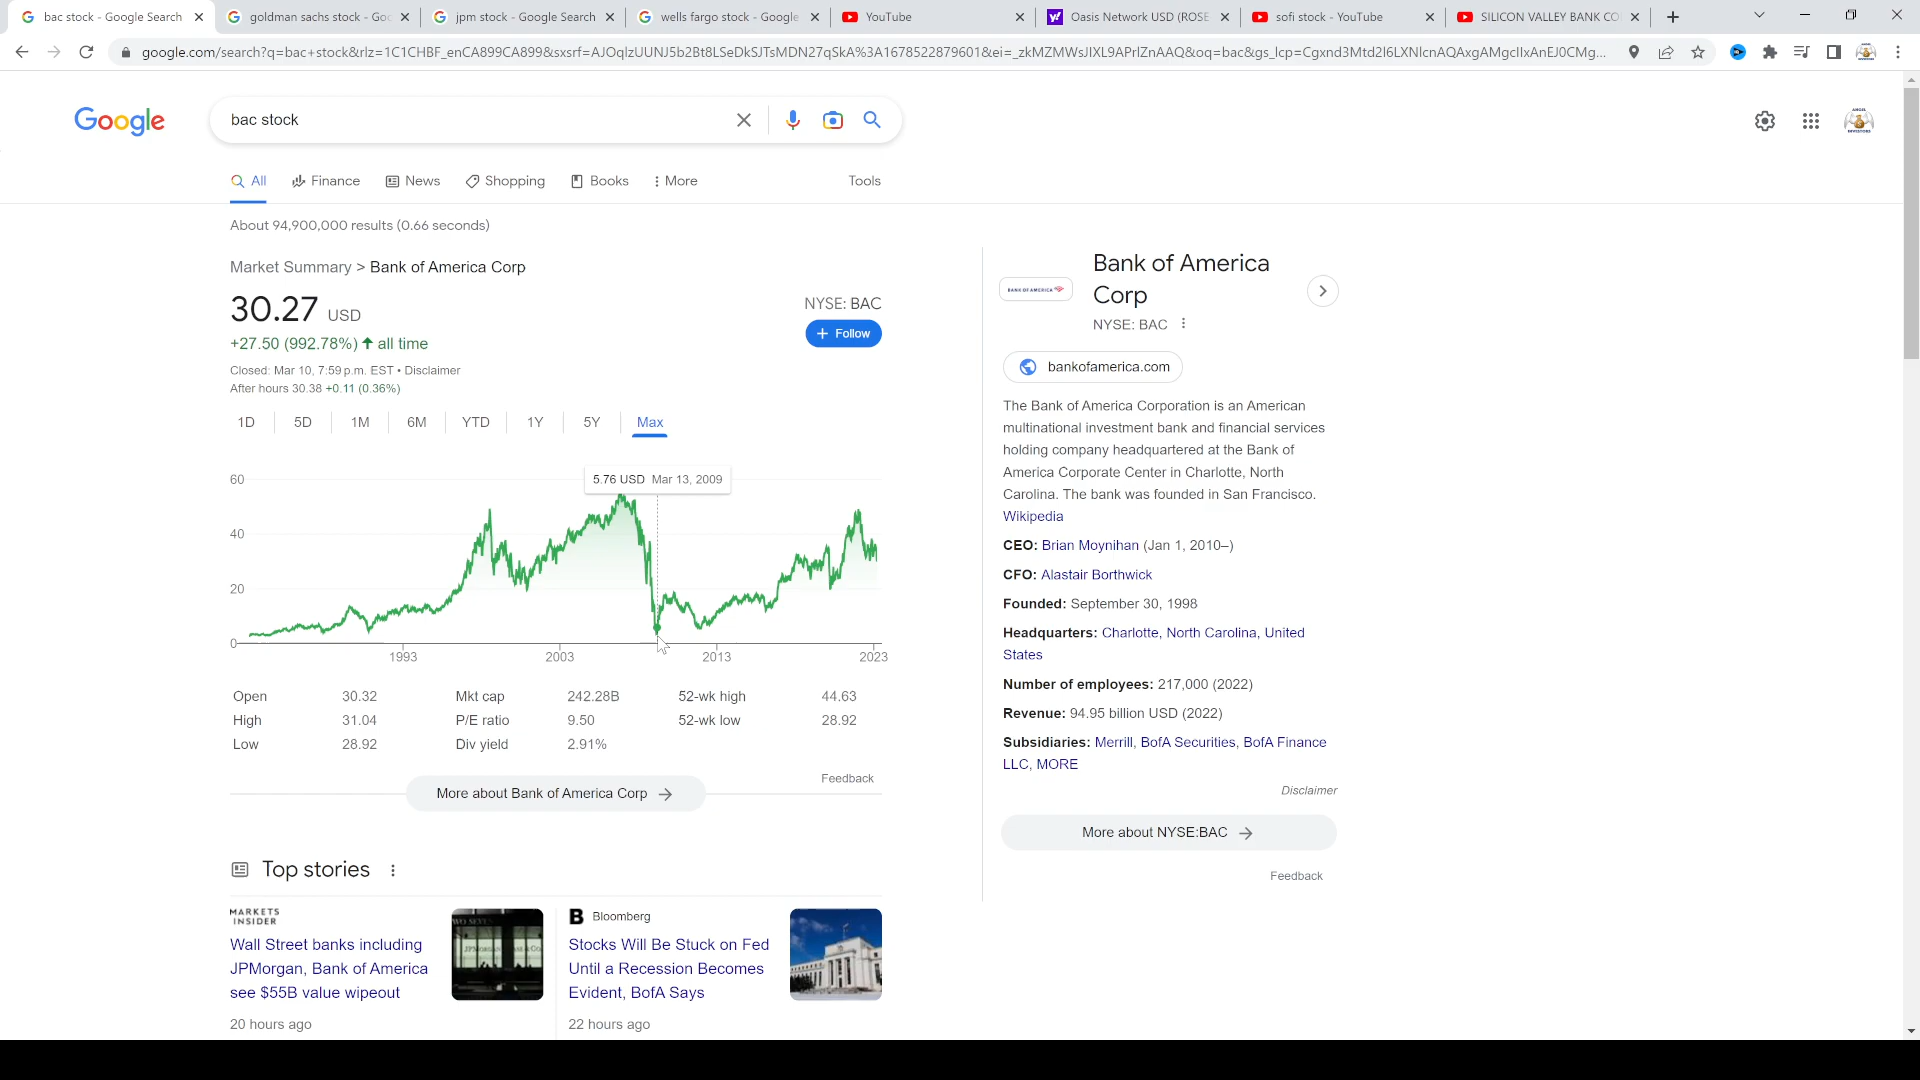 bac stock - Google Search
goldman sachs stock - Goo
jpm stock - Google Search
wells fargo stock - Google
YouTube
Oasis Network USD (ROSE
sofi stock - YouTube
SILICON VALLEY BANK CO
google.com/search?q=bac+stock&rlz=1C1CHBF_enCA899CA899&sxsrf=AJOqlzUUNJ5b2Bt8LSeDkSJTsMDN27qSkA%3A1678522879601&ei=_zkMZMWsJIXL9APrIZnAAQ&oq=bac&gs_lcp=Cgxnd3Mtd2l6LXNlcnAQAxgAMgcIIxAnEJ0CMg...
Google
bac stock
All
Finance
News
Shopping
Books
More
Tools
About 94,900,000 results (0.66 seconds)
Market Summary > Bank of America Corp
30.27 USD
NYSE: BAC
+ Follow
+27.50 (992.78%) ↑ all time
Closed: Mar 10, 7:59 p.m. EST • Disclaimer
After hours 30.38 +0.11 (0.36%)
1D
5D
1M
6M
YTD
1Y
5Y
Max
5.76 USD Mar 13, 2009
60
40
20
0
1993
2003
2013
2023
Open 30.32 Mkt cap 242.28B 52-wk high 44.63
High 31.04 P/E ratio 9.50 52-wk low 28.92
Low 28.92 Div yield 2.91%
Feedback
More about Bank of America Corp →
Top stories
MARKETS
INSIDER
Wall Street banks including
JPMorgan, Bank of America
see $55B value wipeout
20 hours ago
B Bloomberg
Stocks Will Be Stuck on Fed
Until a Recession Becomes
Evident, BofA Says
22 hours ago
BANK OF AMERICA
Bank of America
Corp
NYSE: BAC
bankofamerica.com
The Bank of America Corporation is an American
multinational investment bank and financial services
holding company headquartered at the Bank of
America Corporate Center in Charlotte, North
Carolina. The bank was founded in San Francisco.
Wikipedia
CEO: Brian Moynihan (Jan 1, 2010–)
CFO: Alastair Borthwick
Founded: September 30, 1998
Headquarters: Charlotte, North Carolina, United
States
Number of employees: 217,000 (2022)
Revenue: 94.95 billion USD (2022)
Subsidiaries: Merrill, BofA Securities, BofA Finance
LLC, MORE
Disclaimer
More about NYSE:BAC →
Feedback